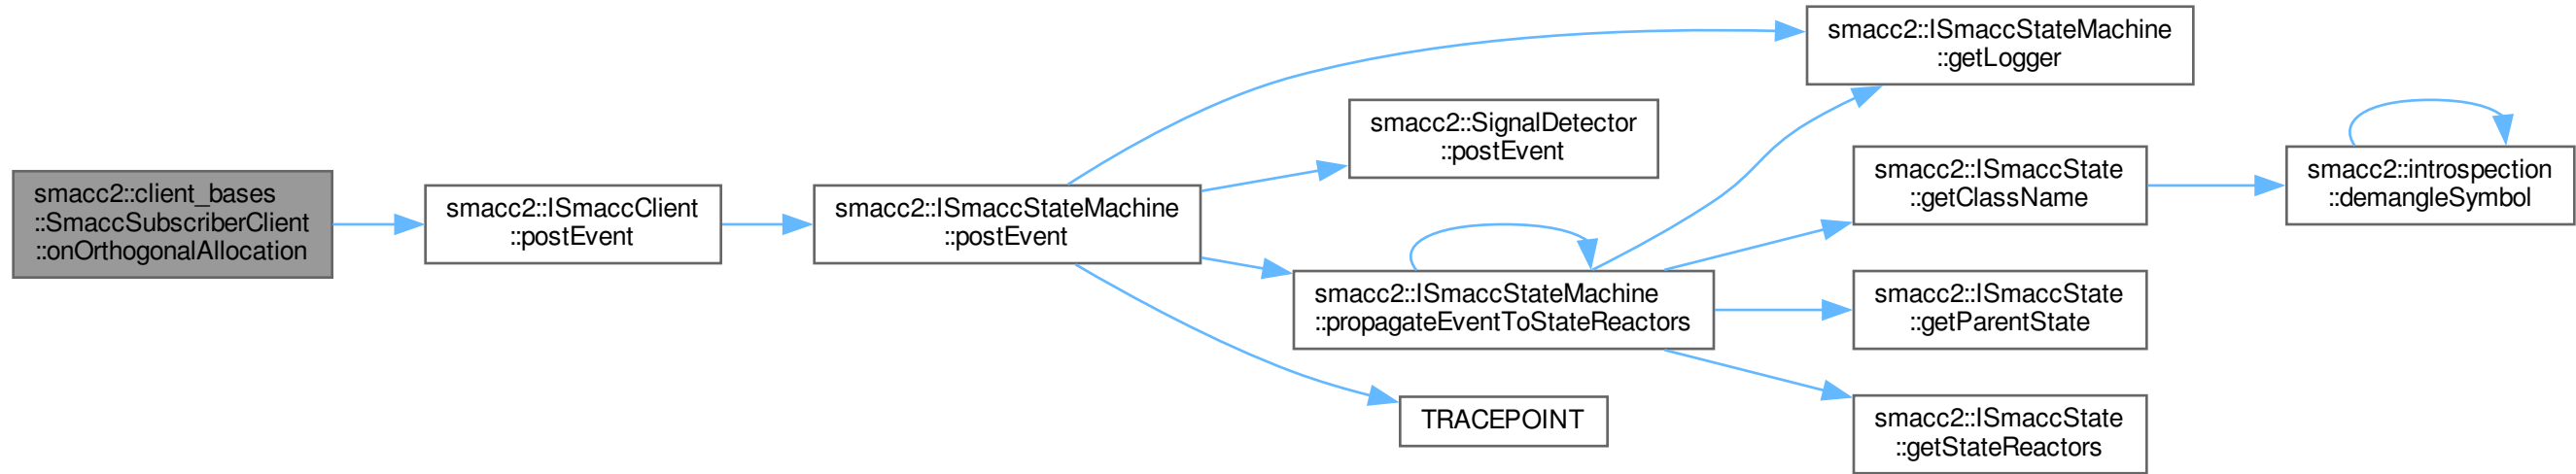 smacc2::client_bases
::SmaccSubscriberClient
::onOrthogonalAllocation
smacc2::ISmaccClient
::postEvent
smacc2::ISmaccStateMachine
::postEvent
smacc2::ISmaccStateMachine
::getLogger
smacc2::SignalDetector
::postEvent
smacc2::ISmaccStateMachine
::propagateEventToStateReactors
TRACEPOINT
smacc2::ISmaccState
::getClassName
smacc2::ISmaccState
::getParentState
smacc2::ISmaccState
::getStateReactors
smacc2::introspection
::demangleSymbol